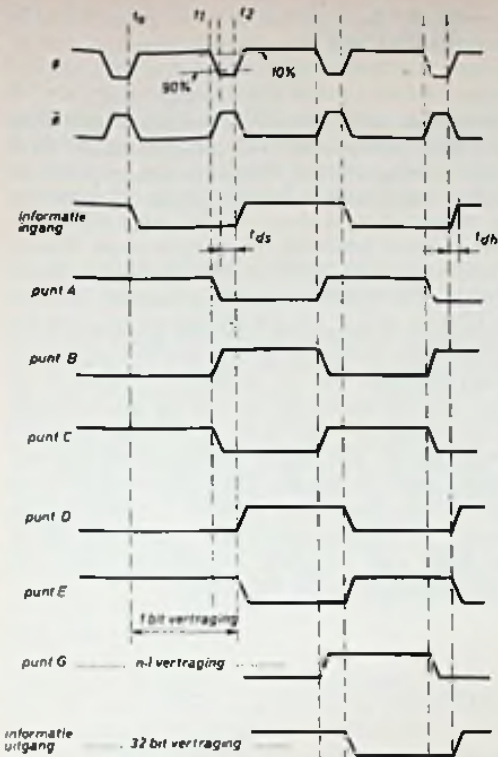 t₀ t1 t2
ø
90% 10%
ø̄
informatie
ingang
tds
tdh
punt A
punt B
punt C
punt D
punt E
1 bit vertraging
punt G n-1 vertraging
informatie
uitgang 32 bit vertraging